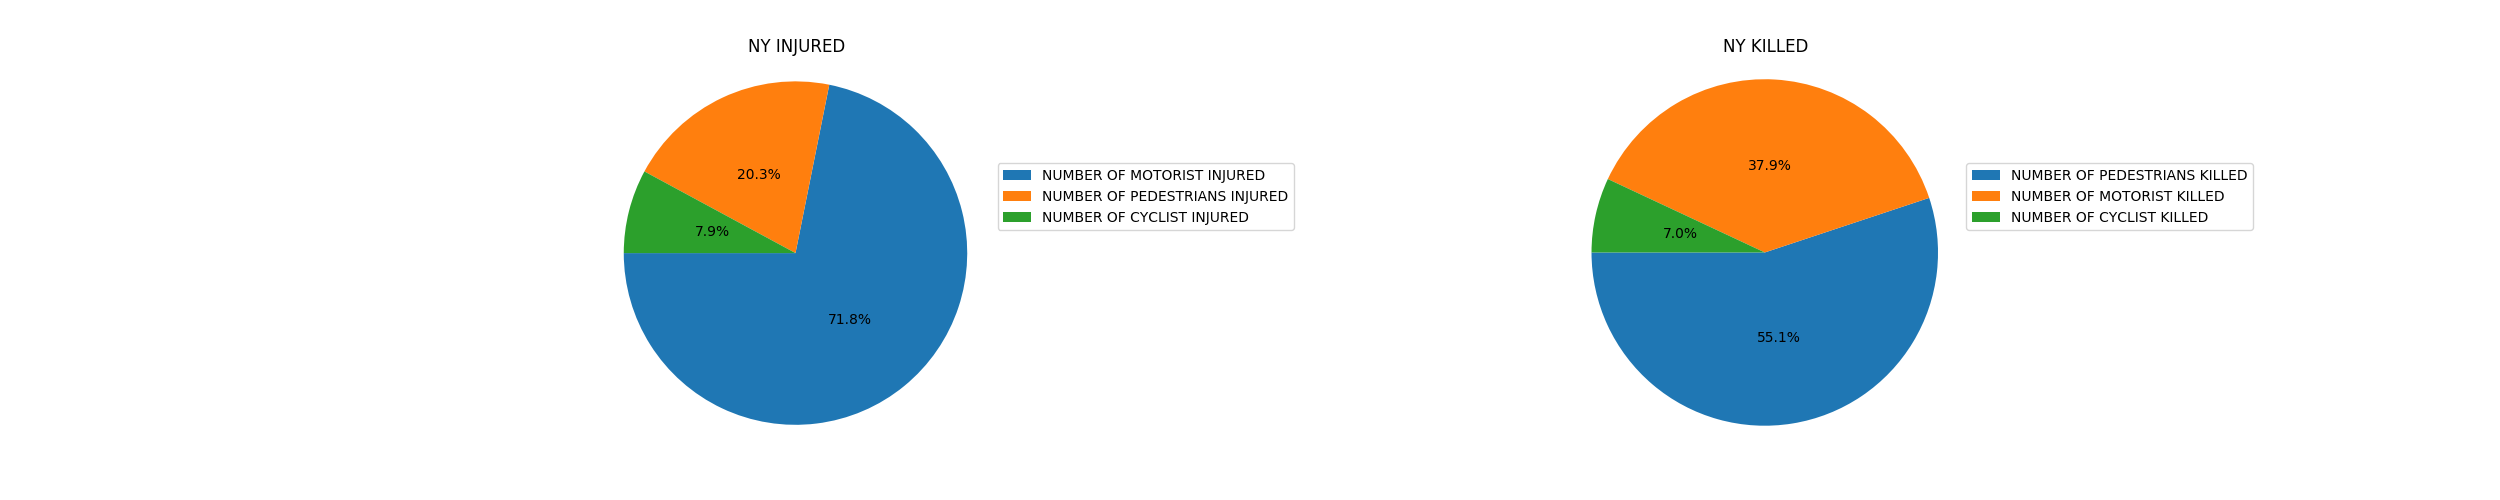 NY INJURED
20.3%
7.9%
71.8%
NUMBER OF MOTORIST INJURED
NUMBER OF PEDESTRIANS INJURED
NUMBER OF CYCLIST INJURED
NY KILLED
37.9%
7.0%
55.1%
NUMBER OF PEDESTRIANS KILLED
NUMBER OF MOTORIST KILLED
NUMBER OF CYCLIST KILLED